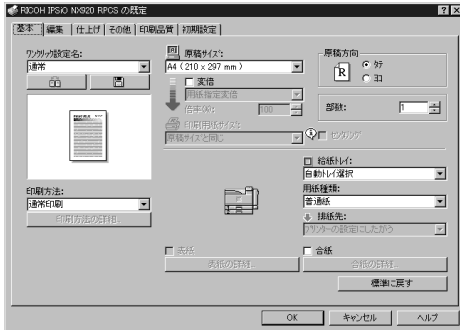 RICOH IPSiO NX920 RPCS の既定
基本 編集 仕上げ その他 印刷品質 初期設定
ワンクリック設定名:
通常
印刷方法:
通常印刷
印刷方法の詳細...
原稿サイズ:
A4 (210 x 297 mm)
変倍
用紙指定変倍
倍率(%): 100
印刷用紙サイズ:
原稿サイズと同じ
原稿方向
タテ
ヨコ
部数: 1
センタリング
給紙トレイ:
自動トレイ選択
用紙種類:
普通紙
排紙先:
プリンターの設定にしたがう
表紙
表紙の詳細...
合紙
合紙の詳細...
標準に戻す
OK キャンセル ヘルプ